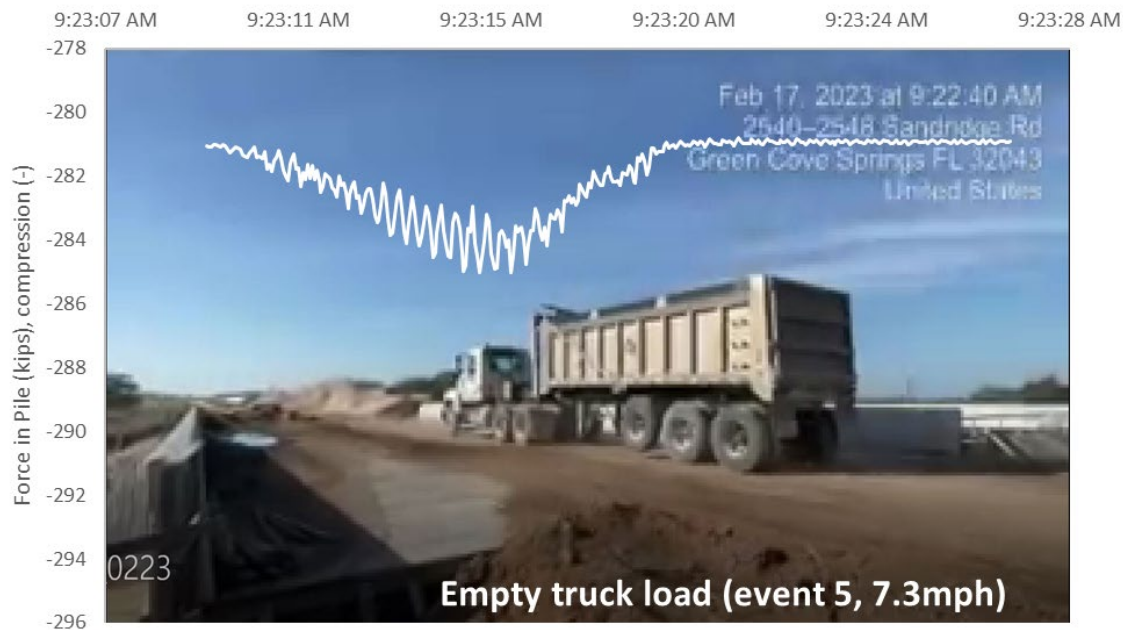 9:23:07 AM 9:23:11 AM 9:23:15 AM 9:23:20 AM 9:23:24 AM 9:23:28 AM
-278
-280
-282
-284
-286
-288
-290
-292
-294
-296
Force in Pile (kips), compression (-)
Feb 17, 2023 at 9:22:40 AM
2540–2548 Sandridge Rd
Green Cove Springs FL 32043
United States
0223
Empty truck load (event 5, 7.3mph)